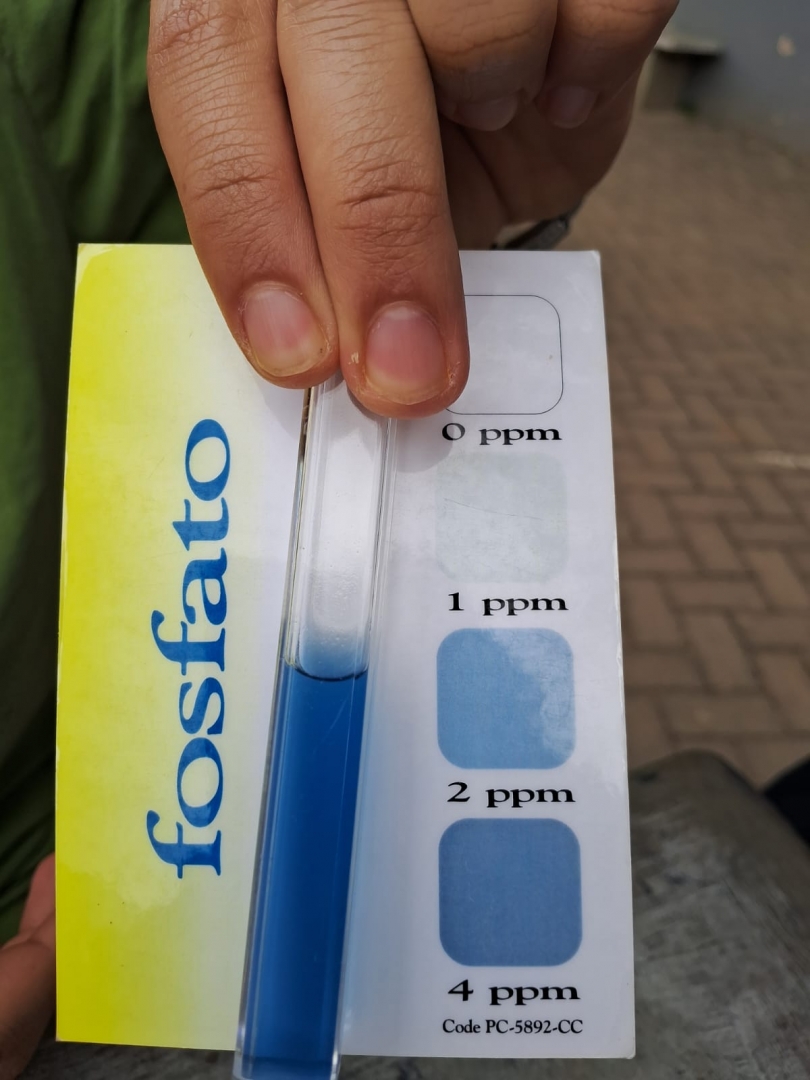 fosfato
0 ppm
1 ppm
2 ppm
4 ppm
Code PC-5892-CC